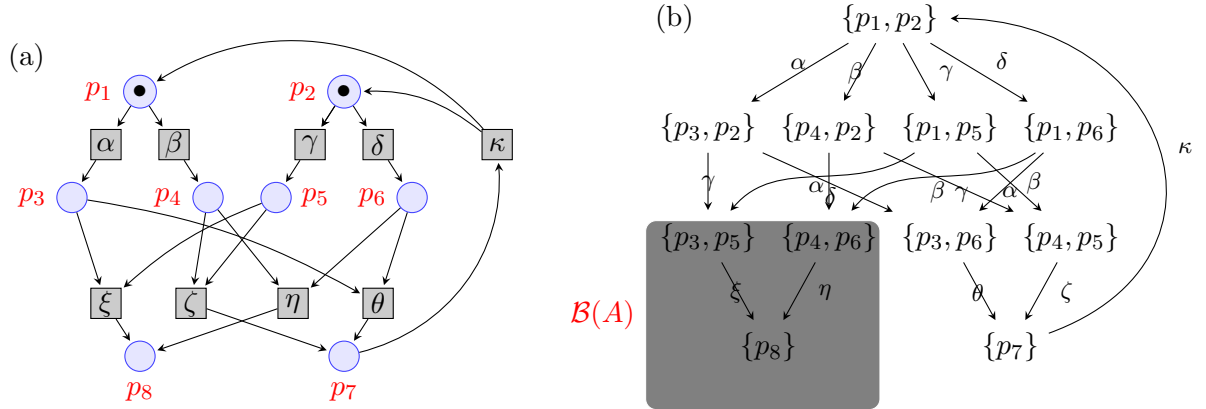 (a)
p₁
p₂
α
β
γ
δ
κ
p₃
p₄
p₅
p₆
ξ
ζ
η
θ
p₈
p₇
(b)
{p₁, p₂}
α
β
γ
δ
{p₃, p₂}
{p₄, p₂}
{p₁, p₅}
{p₁, p₆}
κ
γ
α
δ
β
γ
α
β
{p₃, p₅}
{p₄, p₆}
{p₃, p₆}
{p₄, p₅}
B(A)
ξ
η
θ
ζ
{p₈}
{p₇}